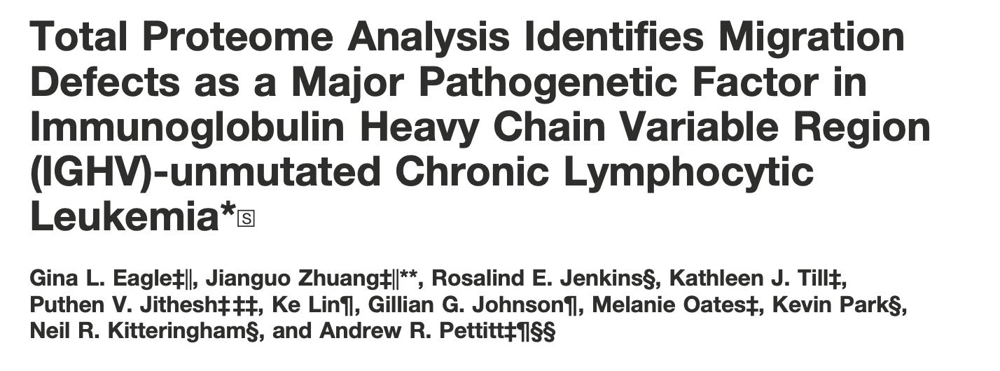 Total Proteome Analysis Identifies Migration
Defects as a Major Pathogenetic Factor in
Immunoglobulin Heavy Chain Variable Region
(IGHV)-unmutated Chronic Lymphocytic
Leukemia*S
Gina L. Eagle‡‖, Jianguo Zhuang‡‖**, Rosalind E. Jenkins§, Kathleen J. Till‡,
Puthen V. Jithesh‡‡‡, Ke Lin¶, Gillian G. Johnson¶, Melanie Oates‡, Kevin Park§,
Neil R. Kitteringham§, and Andrew R. Pettitt‡¶§§